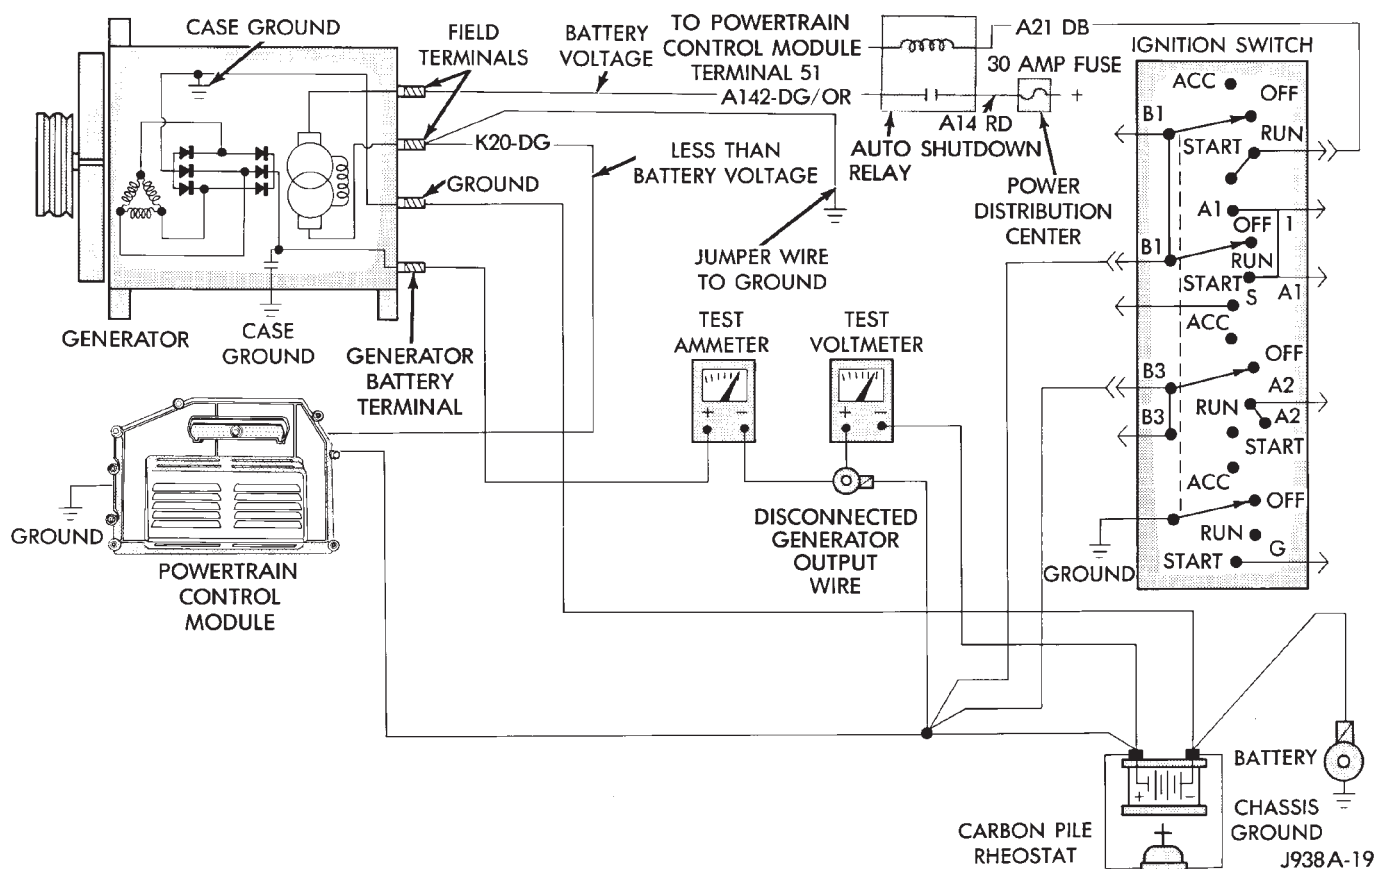 CASE GROUND
FIELD
TERMINALS
BATTERY
VOLTAGE
TO POWERTRAIN
CONTROL MODULE
TERMINAL 51
A142-DG/OR
A21 DB
30 AMP FUSE
+
A14 RD
AUTO SHUTDOWN
RELAY
POWER
DISTRIBUTION
CENTER
IGNITION SWITCH
ACC
OFF
B1
RUN
START
A1
OFF
1
B1
RUN
START
A1
S
ACC
OFF
B3
A2
RUN
B3
A2
START
ACC
OFF
RUN
G
START
GROUND
K20-DG
LESS THAN
BATTERY VOLTAGE
GROUND
JUMPER WIRE
TO GROUND
GENERATOR
CASE
GROUND
GENERATOR
BATTERY
TERMINAL
TEST
AMMETER
+ −
TEST
VOLTMETER
+ −
DISCONNECTED
GENERATOR
OUTPUT
WIRE
GROUND
POWERTRAIN
CONTROL
MODULE
+ −
BATTERY
CARBON PILE
RHEOSTAT
CHASSIS
GROUND
J938A-19